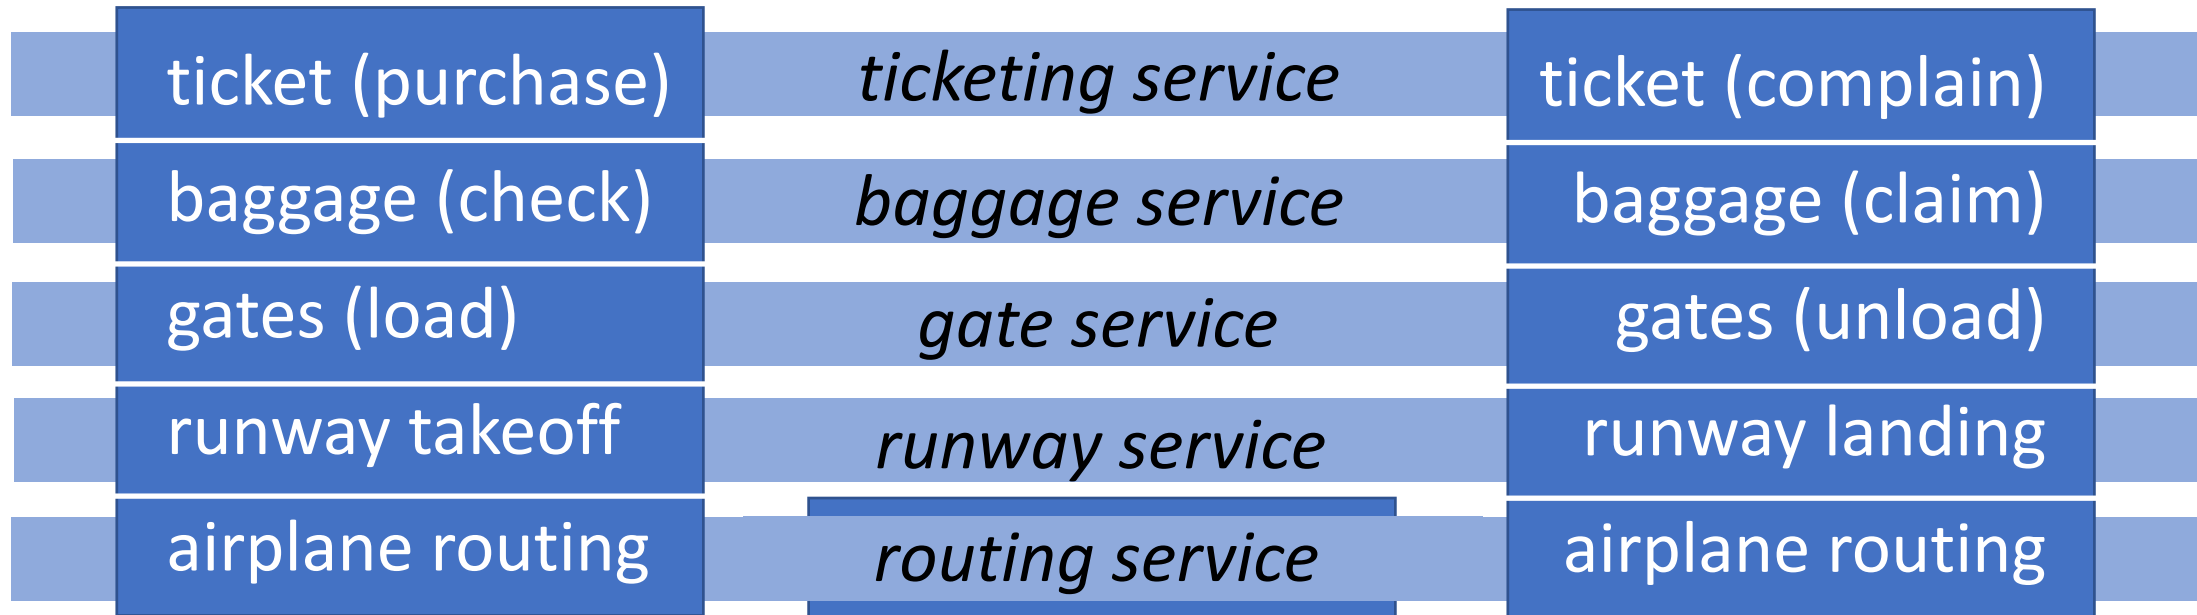 ticket (purchase) ticketing service ticket (complain)
baggage (check) baggage service baggage (claim)
gates (load) gate service gates (unload)
runway takeoff runway service runway landing
airplane routing routing service airplane routing